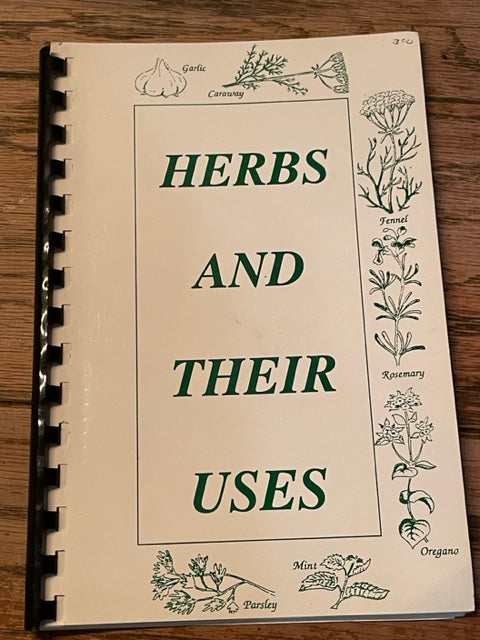 Garlic
Caraway
HERBS
AND
THEIR
USES
Fennel
Rosemary
Oregano
Mint
Parsley